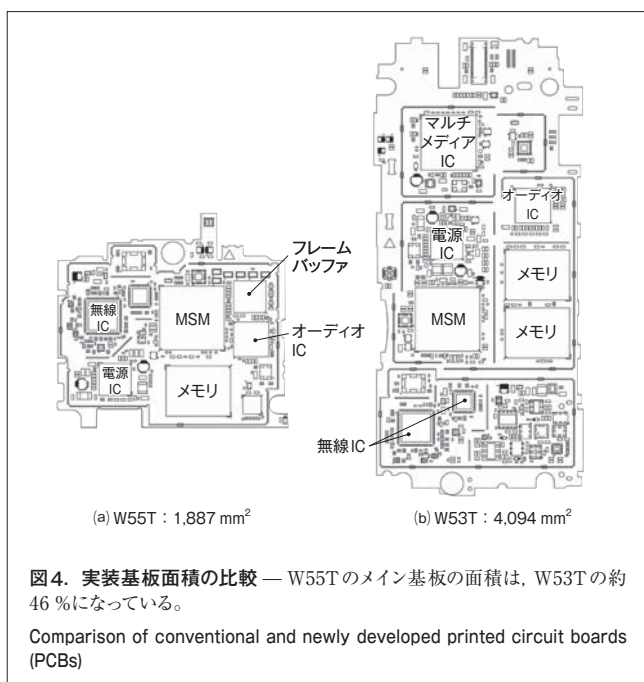 フレーム
バッファ
無線
IC
MSM
オーディオ
IC
電源
IC
メモリ
(a) W55T：1,887 mm²
マルチ
メディア
IC
オーディオ
IC
電源
IC
メモリ
MSM
メモリ
無線IC
(b) W53T：4,094 mm²
図4．実装基板面積の比較 — W55Tのメイン基板の面積は，W53Tの約
46 %になっている。
Comparison of conventional and newly developed printed circuit boards
(PCBs)